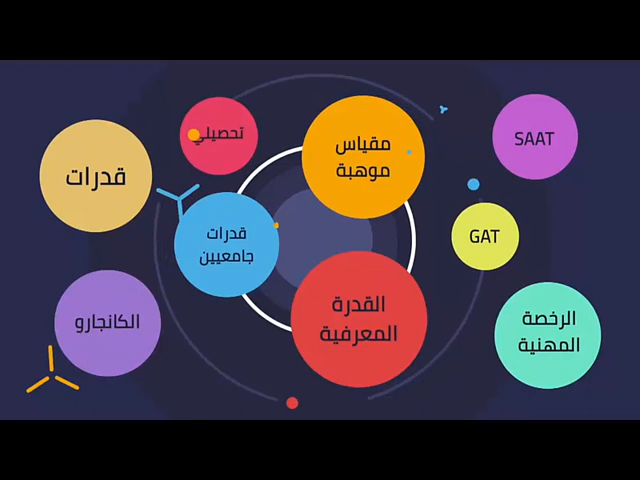 مقياس
موهبة
تحصيلي
قدرات
SAAT
GAT
قدرات
جامعيين
القدرة
المعرفية
الرخصة
المهنية
الكانجارو